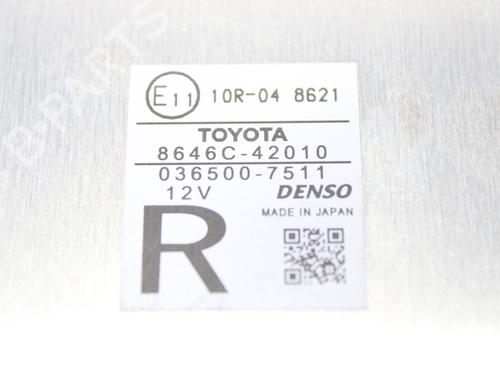 B-PARTS
E11 10R-04 8621
TOYOTA
8646C-42010
036500-7511
12V DENSO
MADE IN JAPAN
R